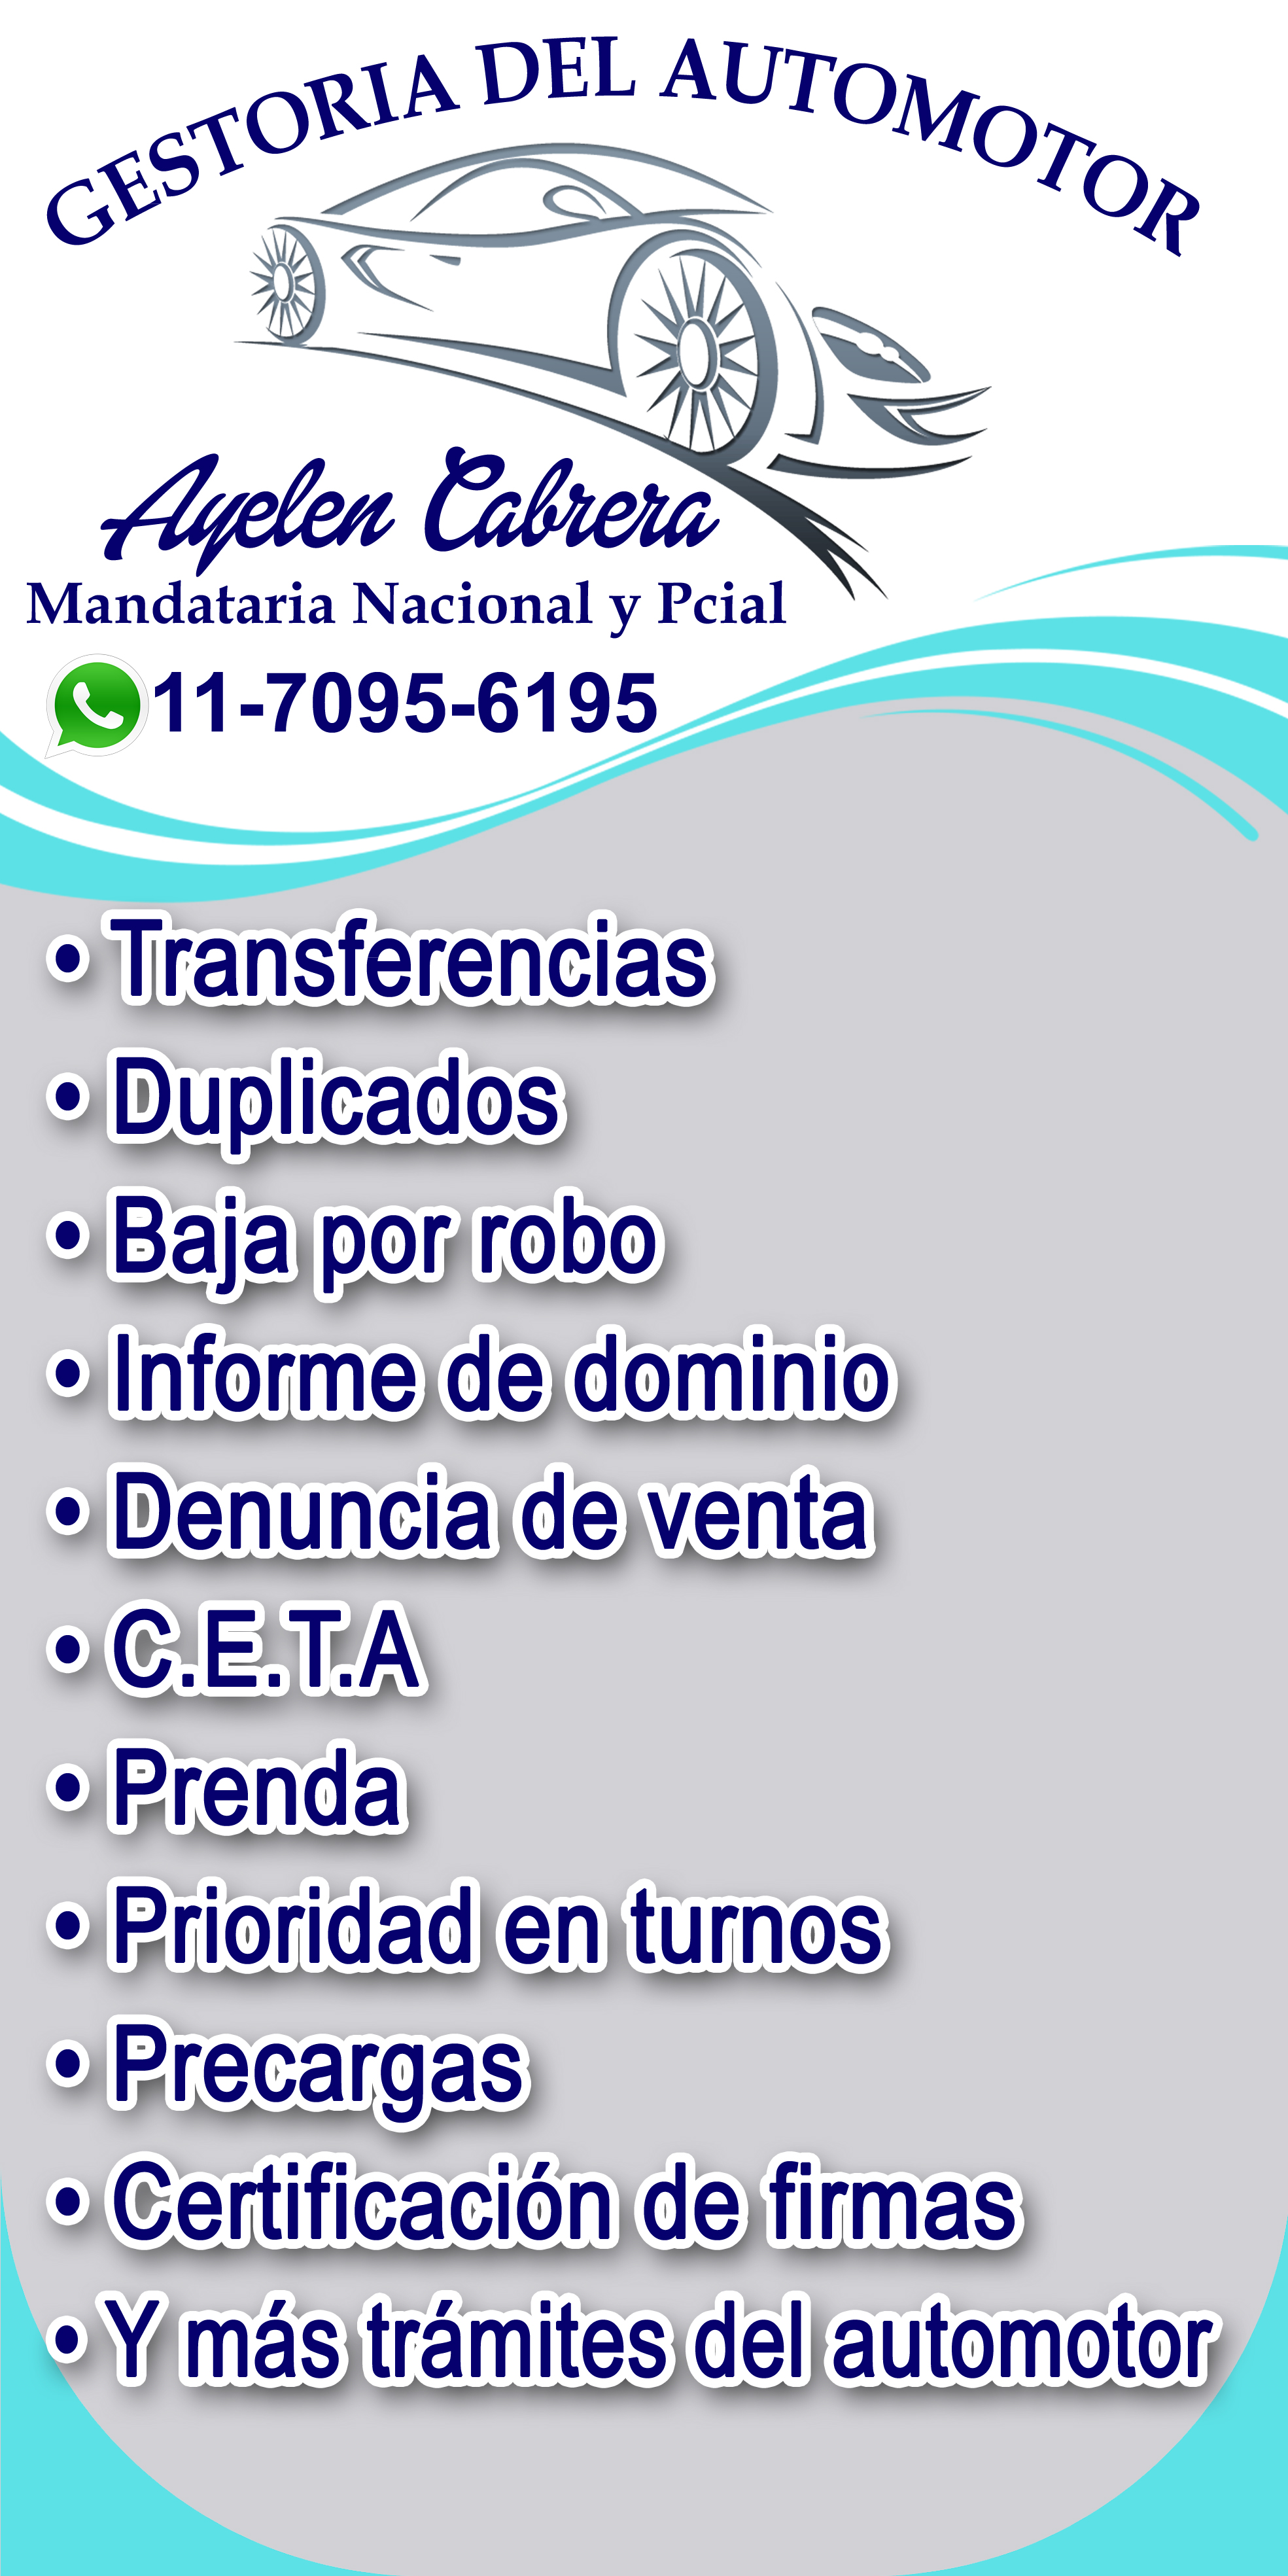 GESTORIA DEL AUTOMOTOR
Ayelen Cabrera
Mandataria Nacional y Pcial
11-7095-6195
• Transferencias
• Duplicados
• Baja por robo
• Informe de dominio
• Denuncia de venta
• C.E.T.A
• Prenda
• Prioridad en turnos
• Precargas
• Certificación de firmas
• Y más trámites del automotor